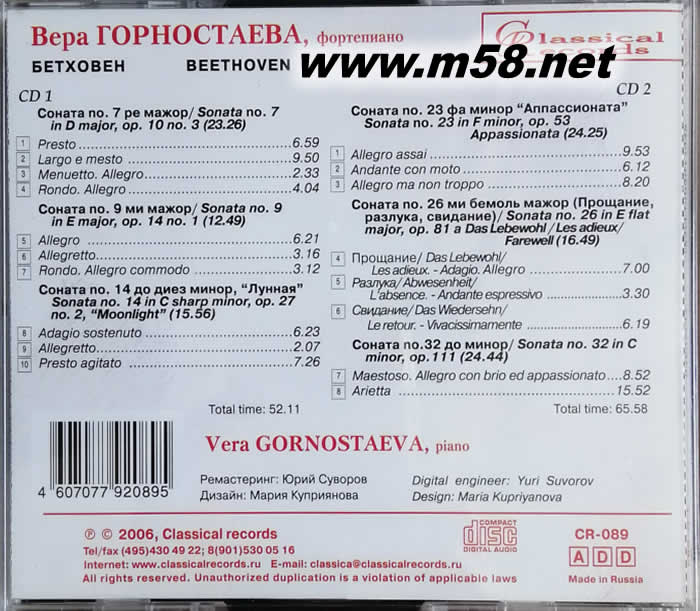 Вера ГОРНОСТАЕВА, фортепиано
Classical Records
БЕТХОВЕН BEETHOVEN
www.m58.net
CD 1
Соната no. 7 ре мажор/ Sonata no. 7
in D major, op. 10 no. 3 (23.26)
1 Presto 6.59
2 Largo e mesto 9.50
3 Menuetto. Allegro 2.33
4 Rondo. Allegro 4.04
Соната no. 9 ми мажор/ Sonata no. 9
in E major, op. 14 no. 1 (12.49)
5 Allegro 6.21
6 Allegretto 3.16
7 Rondo. Allegro commodo 3.12
Соната no. 14 до диез минор, “Лунная”
Sonata no. 14 in C sharp minor, op. 27
no. 2, “Moonlight” (15.56)
8 Adagio sostenuto 6.23
9 Allegretto 2.07
10 Presto agitato 7.26
Total time: 52.11
CD 2
Соната no. 23 фа минор “Аппассионата”
Sonata no. 23 in F minor, op. 53
Appassionata (24.25)
1 Allegro assai 9.53
2 Andante con moto 6.12
3 Allegro ma non troppo 8.20
Соната no. 26 ми бемоль мажор (Прощание,
разлука, свидание)/ Sonata no. 26 in E flat
major, op. 81 a Das Lebewohl / Les adieux/
Farewell (16.49)
4 Прощание/ Das Lebewohl/
Les adieux. - Adagio. Allegro 7.00
5 Разлука/ Abwesenheit/
L'absence. - Andante espressivo 3.30
6 Свидание/ Das Wiedersehn/
Le retour. - Vivacissimamente 6.19
Соната no.32 до минор/ Sonata no. 32 in C
minor, op.111 (24.44)
7 Maestoso. Allegro con brio ed appassionato 8.52
8 Arietta 15.52
Total time: 65.58
Vera GORNOSTAEVA, piano
Ремастеринг: Юрий Суворов
Дизайн: Мария Куприянова
Digital engineer: Yuri Suvorov
Design: Maria Kupriyanova
4 607077 920895
℗ © 2006, Classical records
Tel/fax (495)430 49 22; 8(901)530 05 16
Internet: www.classicalrecords.ru E-mail: classica@classicalrecords.ru
All rights reserved. Unauthorized duplication is a violation of applicable laws
COMPACT
disc
DIGITAL AUDIO
CR-089
A D D
Made in Russia